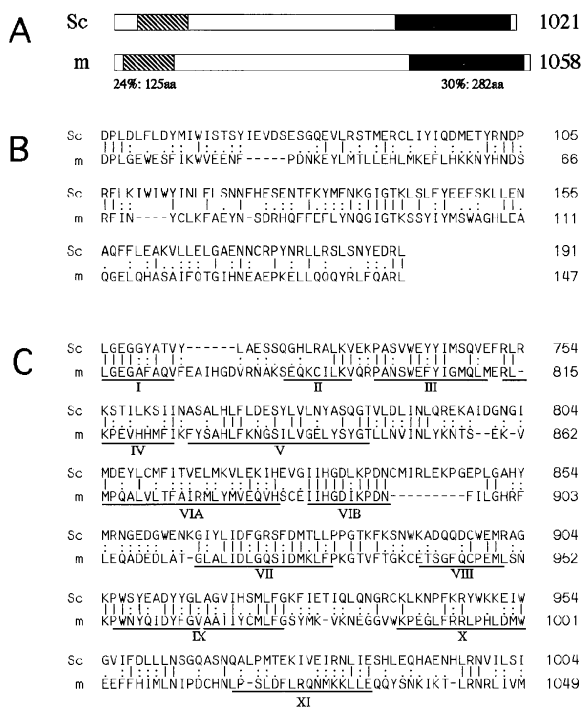 A
Sc 1021
m 1058
24%: 125aa 30%: 282aa
B
Sc DPLDLFLDYMIWISTSYIEVDSESGQEVLRSTMERCLIYIQDMETYRNDP 105
m DPLGEWESFIKWVEENF-----PDNKEYLMTLLEHLMKEFLHKKNYHNDS 66
Sc RFLKIWIWYINLFLSNNFHESENTFKYMFNKGIGTKLSLFYEEFSKLLEN 155
m RFIN----YCLKFAEYN-SDRHQFFEFLYNQGIGTKSSYIYMSWAGHLEA 111
Sc AQFFLEAKVLLELGAENNCRPYNRLLRSLSNYEDRL 191
m QGELQHASAIFQTGIHNEAEPKELLQQQYRLFQARL 147
C
Sc LGEGGYATVY------LAESSQGHLRALKVEKPASVWEYYIMSQVEFRLR 754
m LGEGAFAQVFEAIHGDVRNAKSEQKCILKVQRPANSWEFYIGMQLMERL- 815
I II III
Sc KSTILKSIINASALHLFLDESYLVLNYASQGTVLDLINLQREKAIDGNGI 804
m KPEVHHMFIKFYSAHLFKNGSILVGELYSYGTLLNVINLYKNTS--EK-V 862
IV V
Sc MDEYLCMFITVELMKVLEKIHEVGIIHGDLKPDNCMIRLEKPGEPLGAHY 854
m MPQALVLTFAIRMLYMVEQVHSCEIIHGDIKPDN---------FILGHRF 903
VIA VIB
Sc MRNGEDGWENKGIYLIDFGRSFDMTLLPPGTKFKSNWKADQQDCWEMRAG 904
m LEQADEDLAT-GLALIDLGQSIDMKLFPKGTVFTGKCETSGFQCPEMLSN 952
VII VIII
Sc KPWSYEADYYGLAGVIHSMLFGKFIETIQLQNGRCKLKNPFKRYWKKEIW 954
m KPWNYQIDYFGVAATIYCMLFGSYMK-VKNEGGVWKPEGLFRRLPHLDMW 1001
IX X
Sc GVIFDLLLNSGQASNQALPMTEKIVEIRNLIESHLEQHAENHLRNVILSI 1004
m EEFFHIMLNIPDCHNLP-SLDFLRQNMKKLLEQQYSNKIKT-LRNRLIVM 1049
XI